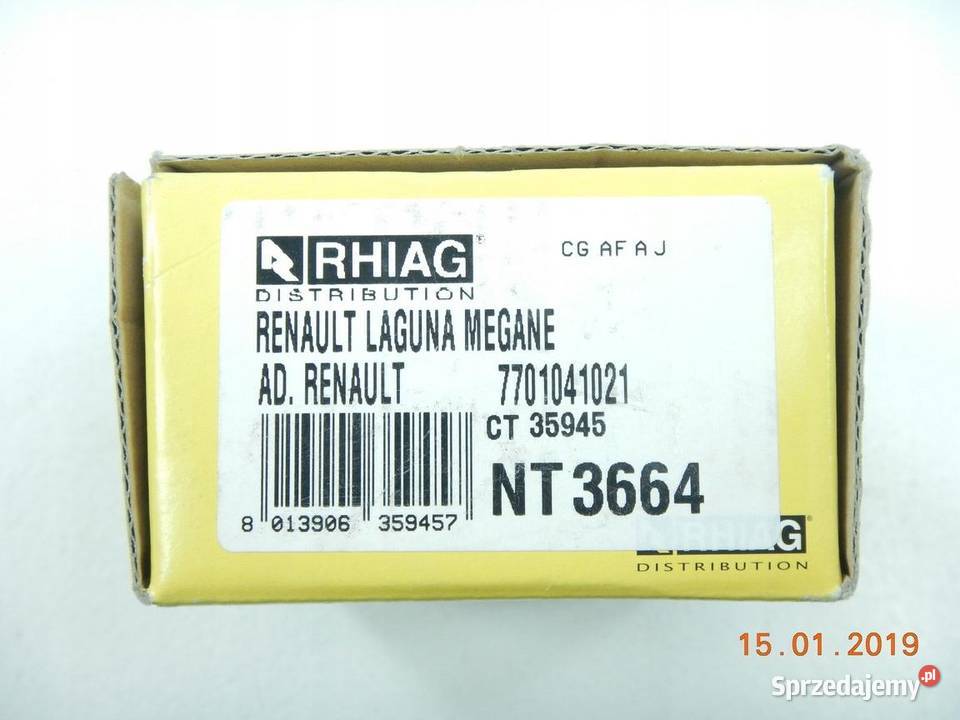 RHIAG
CG AF A J
DISTRIBUTION
RENAULT LAGUNA MEGANE
AD. RENAULT 7701041021
CT 35945
NT 3664
8 013906 359457
RHIAG
DISTRIBUTION
15.01.2019
Sprzedajemy.pl